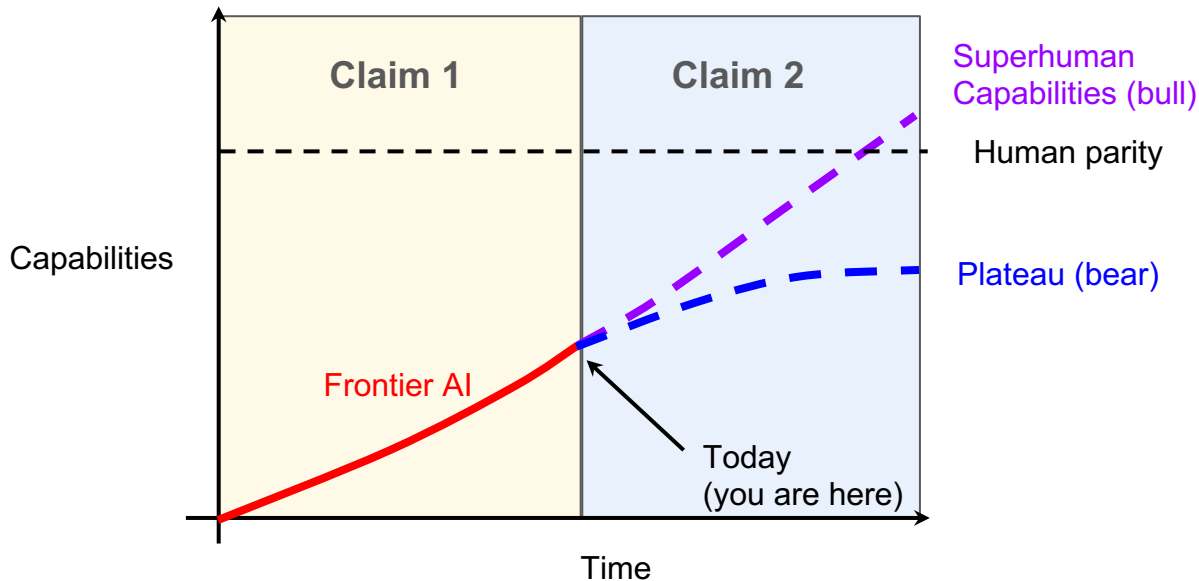 Claim 1
Claim 2
Superhuman
Capabilities (bull)
Human parity
Capabilities
Plateau (bear)
Frontier AI
Today
(you are here)
Time